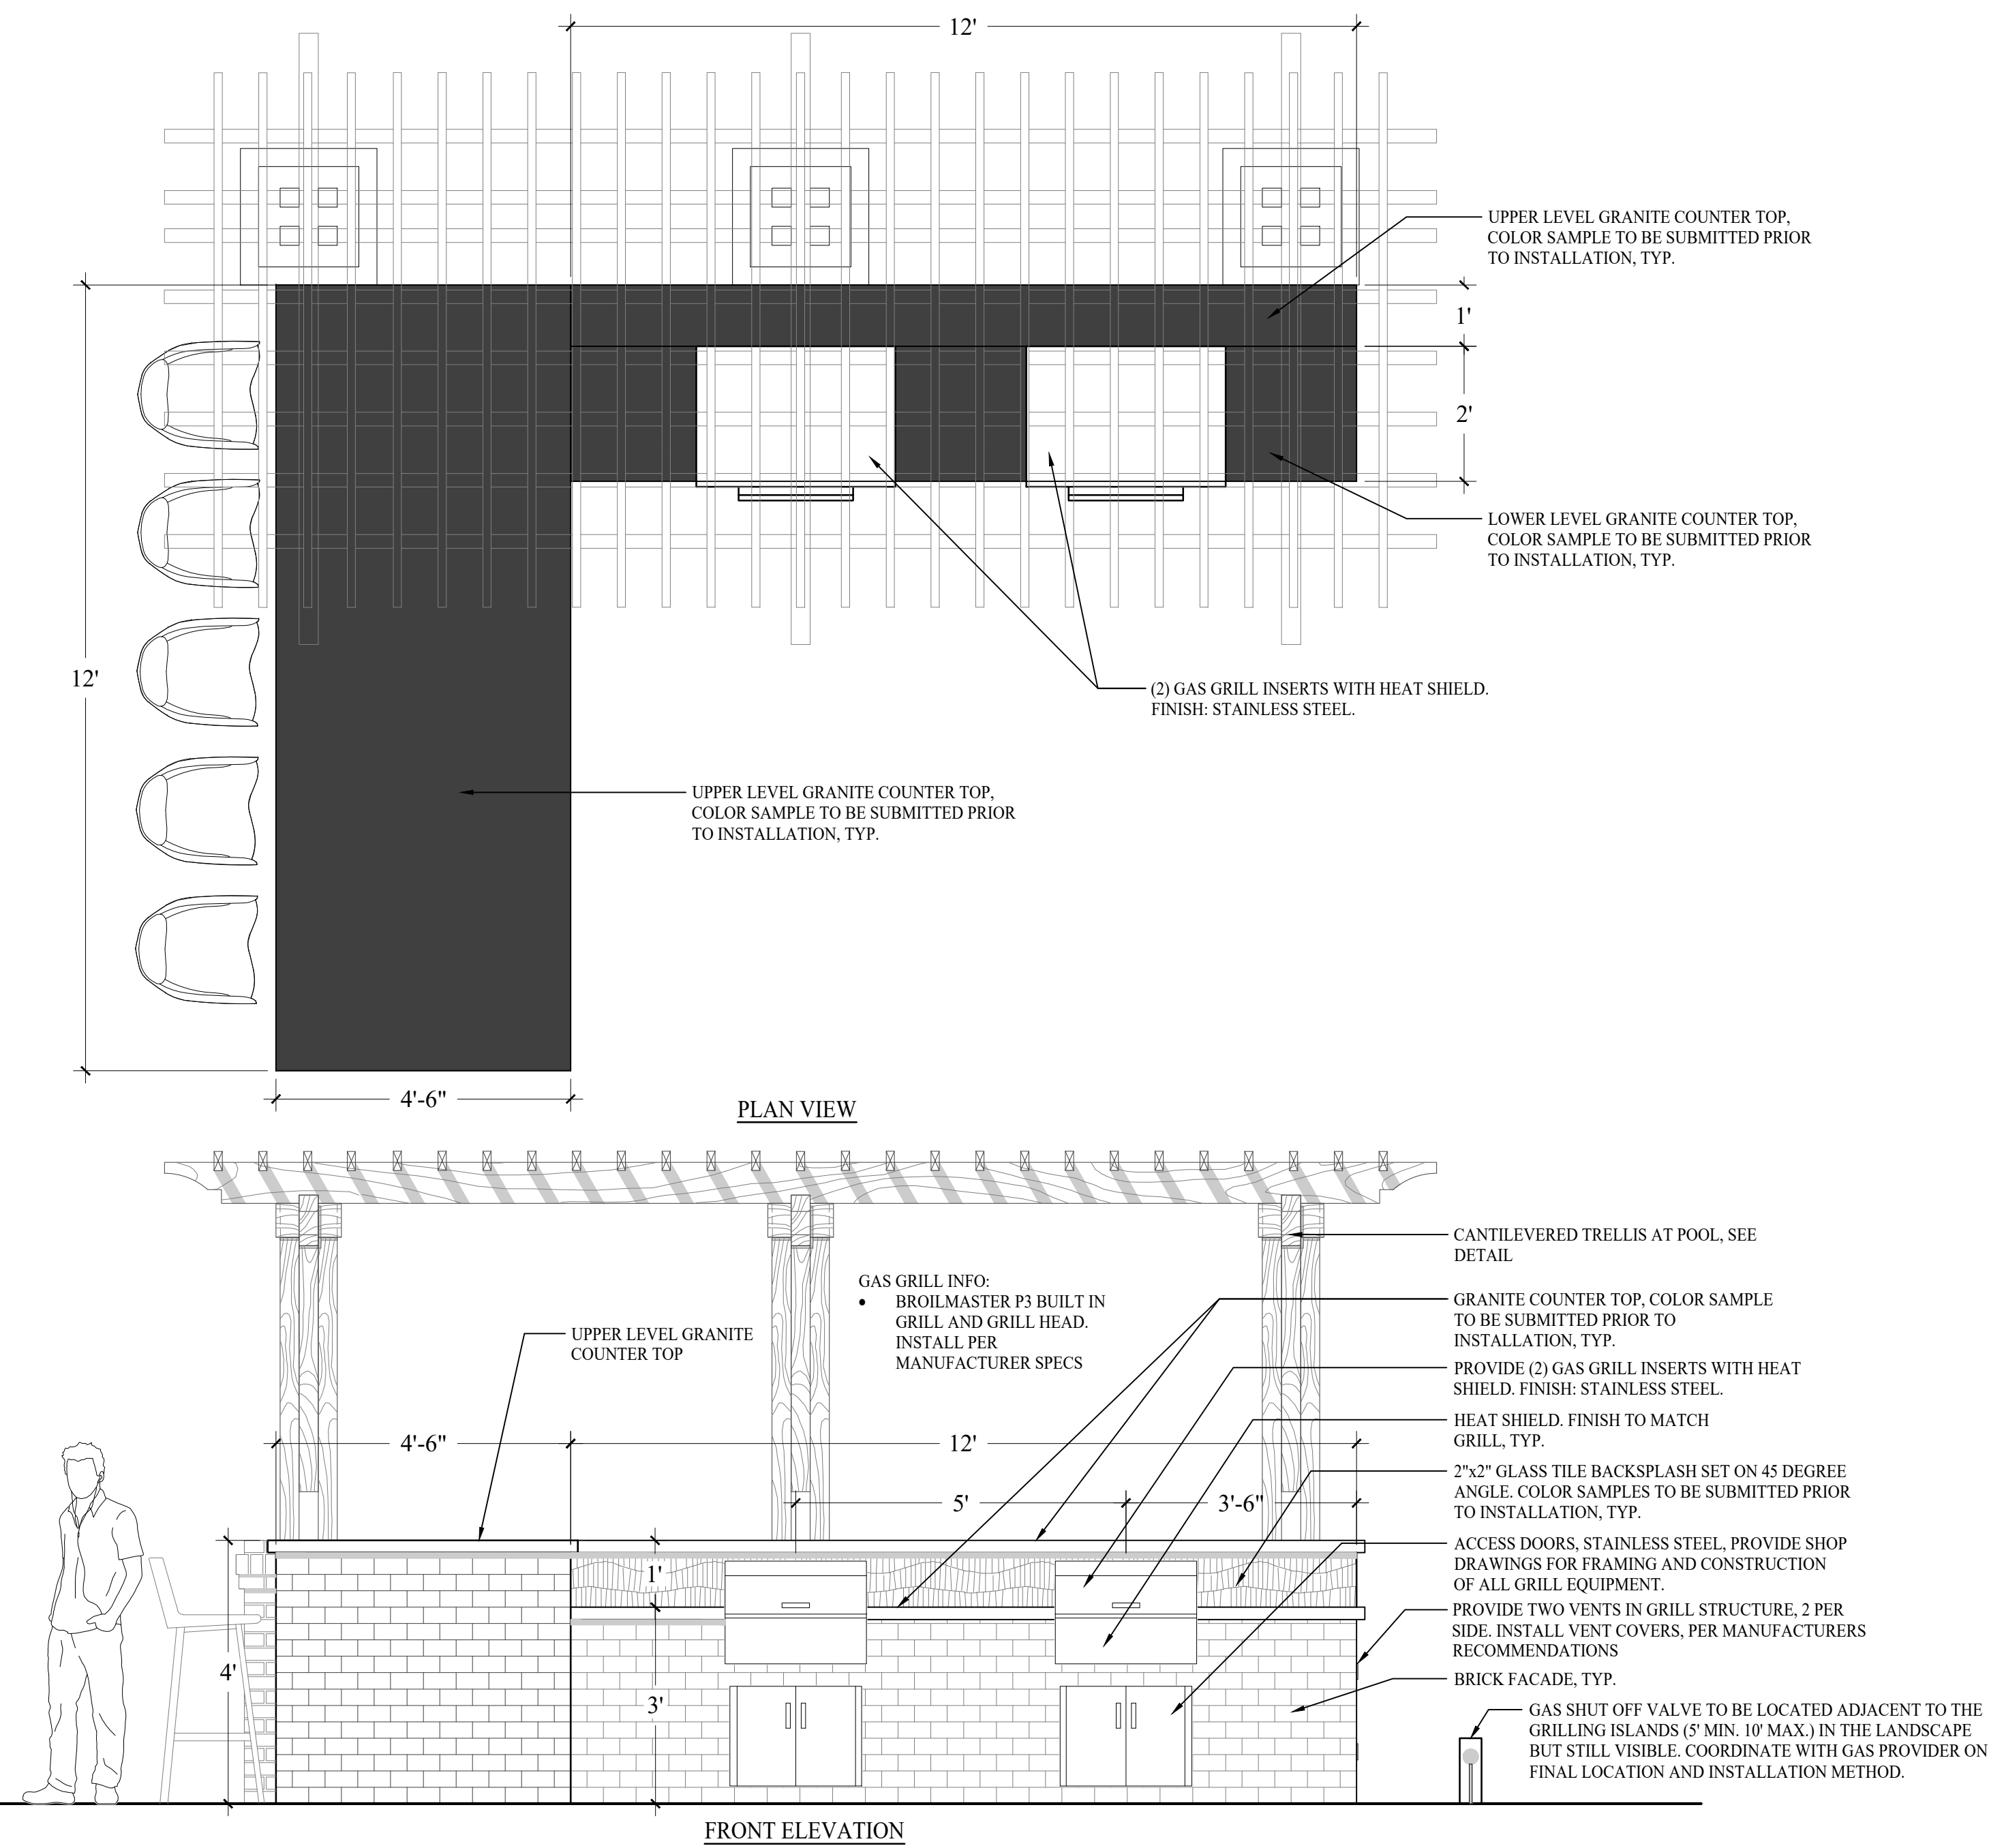 12'
UPPER LEVEL GRANITE COUNTER TOP,
COLOR SAMPLE TO BE SUBMITTED PRIOR
TO INSTALLATION, TYP.
1'
2'
LOWER LEVEL GRANITE COUNTER TOP,
COLOR SAMPLE TO BE SUBMITTED PRIOR
TO INSTALLATION, TYP.
12'
(2) GAS GRILL INSERTS WITH HEAT SHIELD.
FINISH: STAINLESS STEEL.
UPPER LEVEL GRANITE COUNTER TOP,
COLOR SAMPLE TO BE SUBMITTED PRIOR
TO INSTALLATION, TYP.
4'-6"
PLAN VIEW
CANTILEVERED TRELLIS AT POOL, SEE
DETAIL
GAS GRILL INFO:
• BROILMASTER P3 BUILT IN
GRILL AND GRILL HEAD.
INSTALL PER
MANUFACTURER SPECS
UPPER LEVEL GRANITE
COUNTER TOP
GRANITE COUNTER TOP, COLOR SAMPLE
TO BE SUBMITTED PRIOR TO
INSTALLATION, TYP.
PROVIDE (2) GAS GRILL INSERTS WITH HEAT
SHIELD. FINISH: STAINLESS STEEL.
HEAT SHIELD. FINISH TO MATCH
GRILL, TYP.
4'-6"
12'
2"x2" GLASS TILE BACKSPLASH SET ON 45 DEGREE
ANGLE. COLOR SAMPLES TO BE SUBMITTED PRIOR
TO INSTALLATION, TYP.
5'
3'-6"
ACCESS DOORS, STAINLESS STEEL, PROVIDE SHOP
DRAWINGS FOR FRAMING AND CONSTRUCTION
OF ALL GRILL EQUIPMENT.
1'
PROVIDE TWO VENTS IN GRILL STRUCTURE, 2 PER
SIDE. INSTALL VENT COVERS, PER MANUFACTURERS
RECOMMENDATIONS
4'
3'
BRICK FACADE, TYP.
GAS SHUT OFF VALVE TO BE LOCATED ADJACENT TO THE
GRILLING ISLANDS (5' MIN. 10' MAX.) IN THE LANDSCAPE
BUT STILL VISIBLE. COORDINATE WITH GAS PROVIDER ON
FINAL LOCATION AND INSTALLATION METHOD.
FRONT ELEVATION